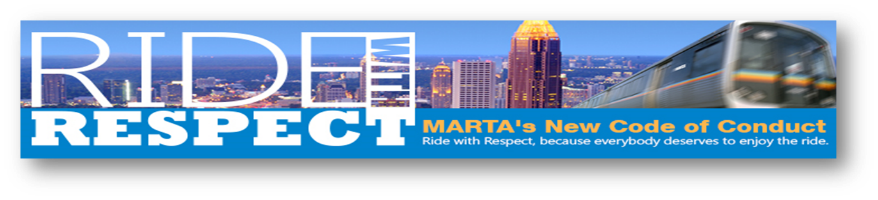 RIDE WITH
RESPECT
MARTA's New Code of Conduct
Ride with Respect, because everybody deserves to enjoy the ride.